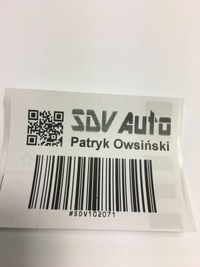 SDV Auto
Patryk Owsiński
#SDV102071